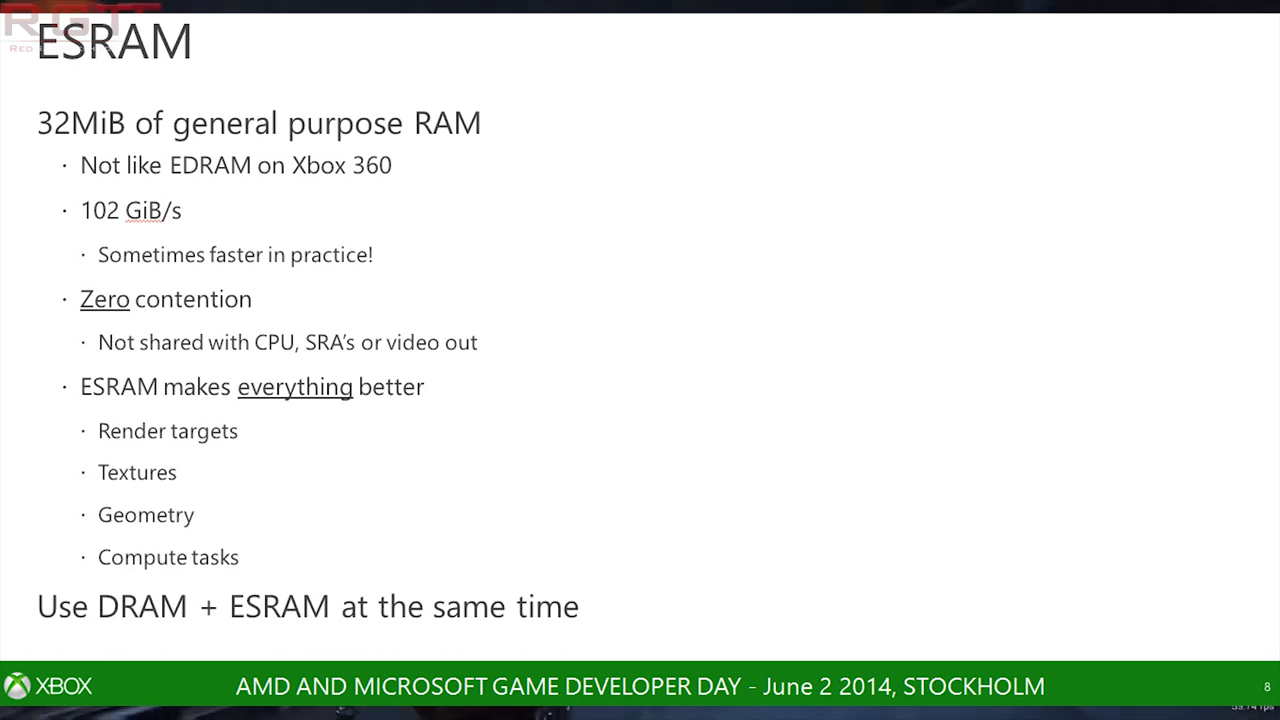 RGT
ESRAM
32MiB of general purpose RAM
· Not like EDRAM on Xbox 360
· 102 GiB/s
· Sometimes faster in practice!
· Zero contention
· Not shared with CPU, SRA's or video out
· ESRAM makes everything better
· Render targets
· Textures
· Geometry
· Compute tasks
Use DRAM + ESRAM at the same time
XBOX
AMD AND MICROSOFT GAME DEVELOPER DAY - June 2 2014, STOCKHOLM
8